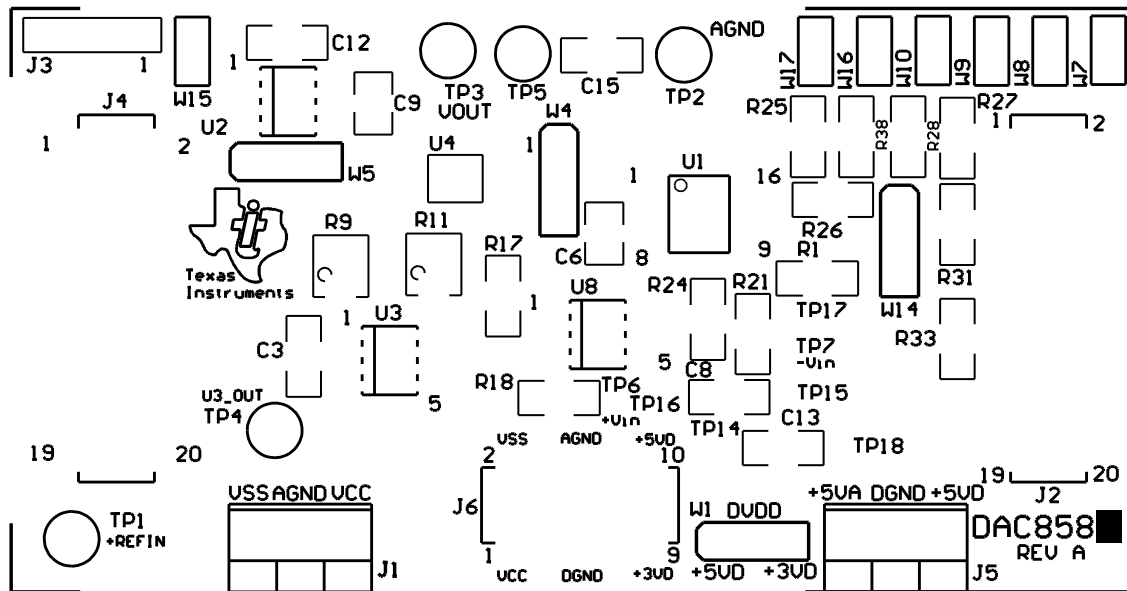 AGND
J3 1
W15
1
C12
TP3
VOUT
TP5
C15
TP2
W17
W16
W10
W9
W8
W7
J4
1
2
U2
C9
W4
1
U4
W5
1
U1
16
R25
R38
R28
R27
1
2
R26
Texas
Instruments
R9
R11
R17
C6
8
9
R1
R31
C3
1
U3
5
1
U8
5
R24
R21
TP17
W14
R33
C8
TP7
-Vin
U3_OUT
TP4
R18
TP6
+Vin
TP16
TP15
C13
TP14
TP18
19
20
VSS AGND +5VD
2
10
J6
1
9
VCC DGND +3VD
TP1
+REFIN
VSS AGND VCC
J1
W1 DVDD
+5VD +3VD
+5VA DGND +5VD
J5
19
20
J2
DAC858
REV A